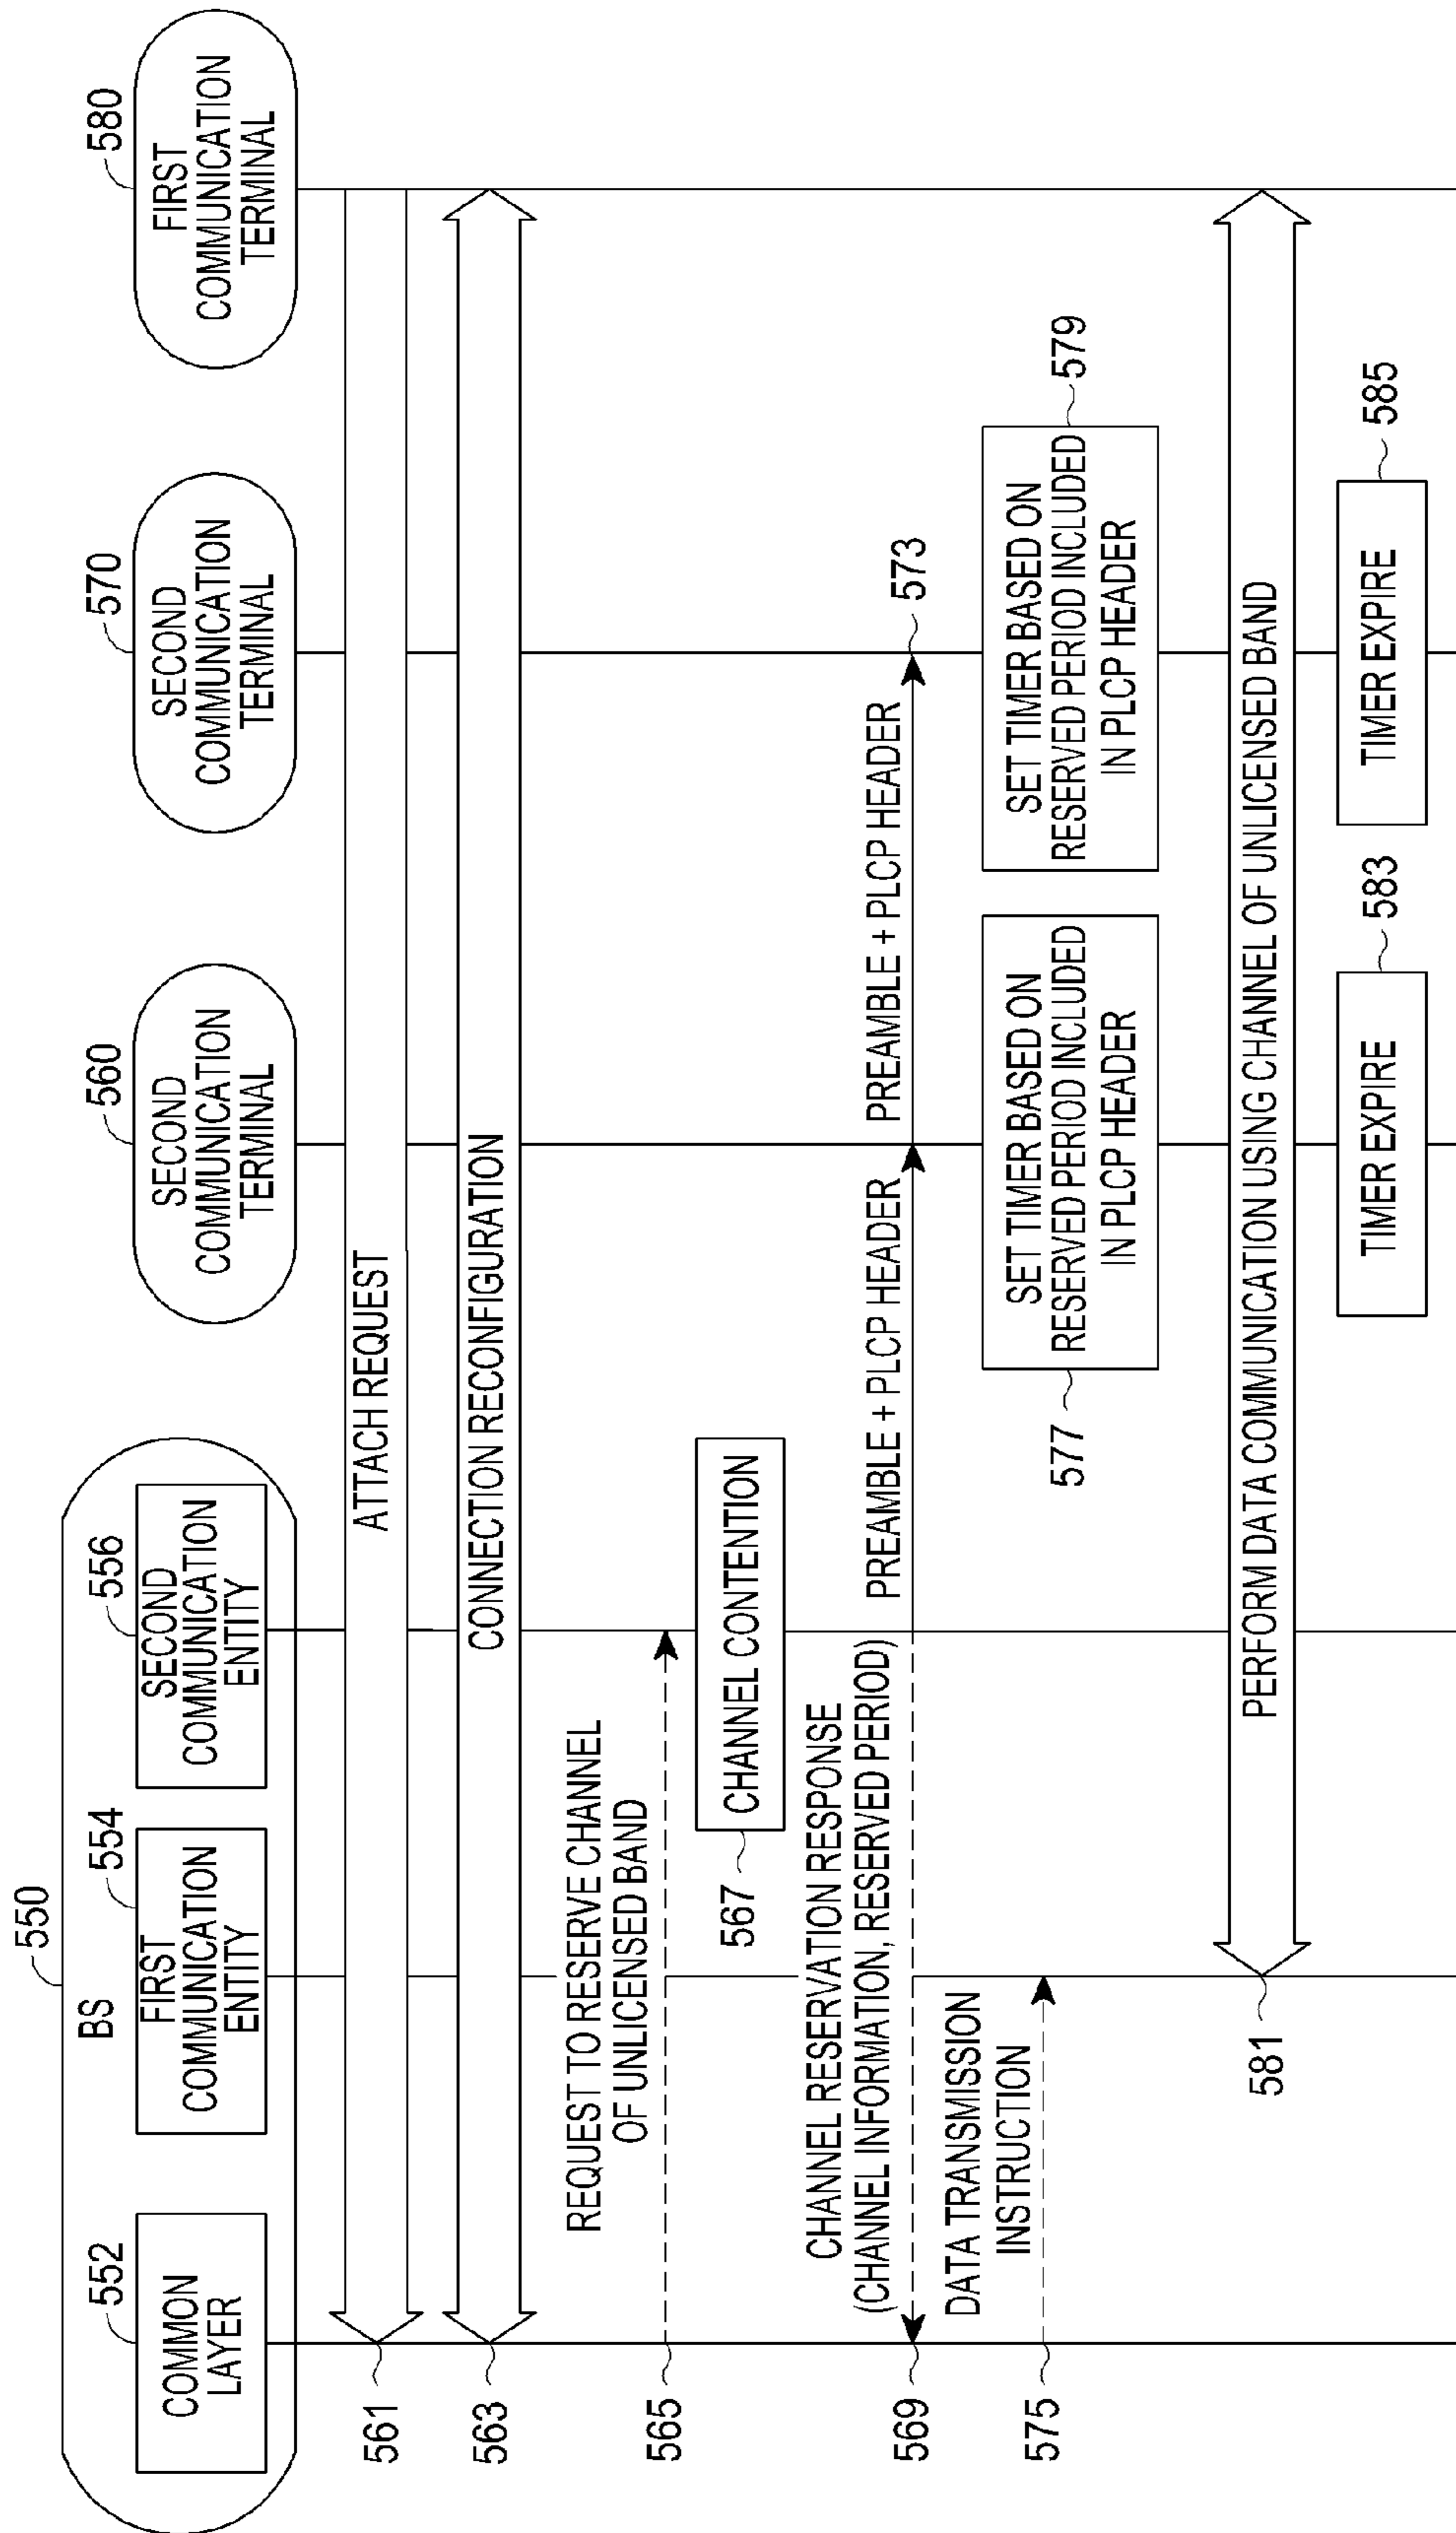 550
BS
552
COMMON
LAYER
554
FIRST
COMMUNICATION
ENTITY
556
SECOND
COMMUNICATION
ENTITY
560
SECOND
COMMUNICATION
TERMINAL
570
SECOND
COMMUNICATION
TERMINAL
580
FIRST
COMMUNICATION
TERMINAL
561
ATTACH REQUEST
563
CONNECTION RECONFIGURATION
565
REQUEST TO RESERVE CHANNEL
OF UNLICENSED BAND
567
CHANNEL CONTENTION
569
CHANNEL RESERVATION RESPONSE
(CHANNEL INFORMATION, RESERVED PERIOD)
PREAMBLE + PLCP HEADER
PREAMBLE + PLCP HEADER
573
575
DATA TRANSMISSION
INSTRUCTION
577
SET TIMER BASED ON
RESERVED PERIOD INCLUDED
IN PLCP HEADER
SET TIMER BASED ON
RESERVED PERIOD INCLUDED
IN PLCP HEADER
579
581
PERFORM DATA COMMUNICATION USING CHANNEL OF UNLICENSED BAND
TIMER EXPIRE
583
TIMER EXPIRE
585